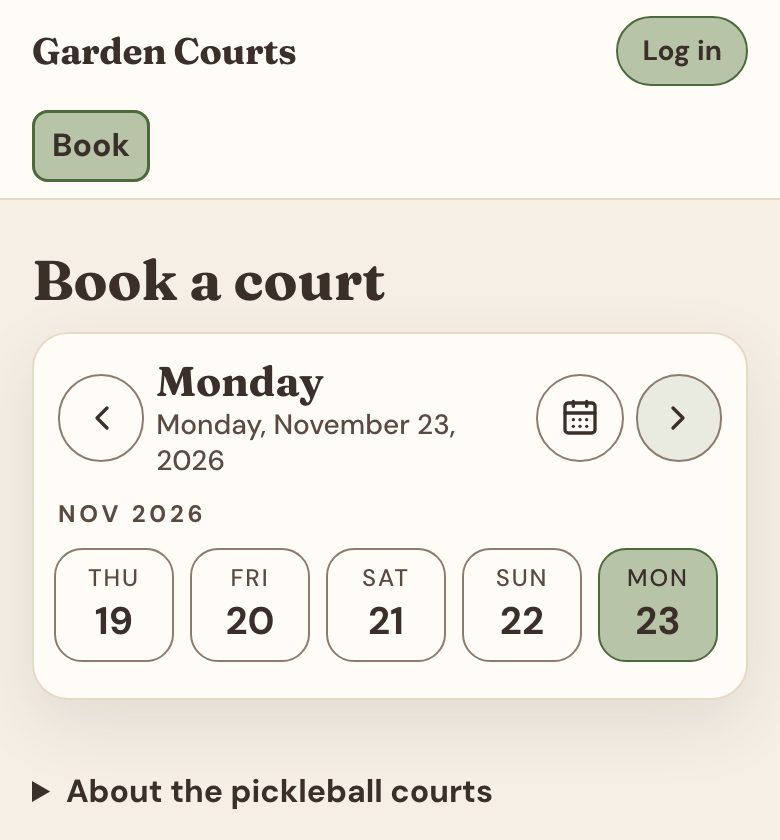 Garden Courts
Log in
Book
Book a court
Monday
Monday, November 23,
2026
NOV 2026
THU FRI SAT SUN MON
19 20 21 22 23
About the pickleball courts